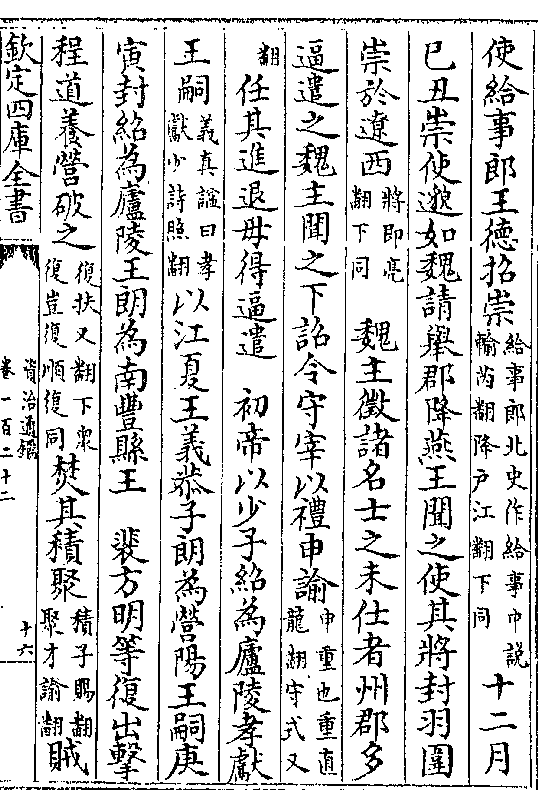 使給事郎王德招崇給事郎北史作給事中說輸芮翻降戸江翻下同十二月
己丑崇使邈如魏請舉郡降燕王聞之使其將封羽圍
崇於遼西將即亮翻下同　魏主徵諸名士之未仕者州郡多
逼遣之魏主聞之下詔令守宰以禮申諭申重也重直龍翻守式又
翻任其進退毋得逼遣　初帝以少子紹為廬陵孝獻
王嗣義真諡曰孝獻少詩照翻以江夏王義恭子朗為營陽王嗣庚
寅封紹為廬陵王朗為南豐縣王　裴方明等復出擊
程道養營破之復扶又翻下衆復豈復順復同焚其積聚積子賜翻聚才諭翻賊
欽定四庫全書
資治通鑑
卷一百二十二
十六